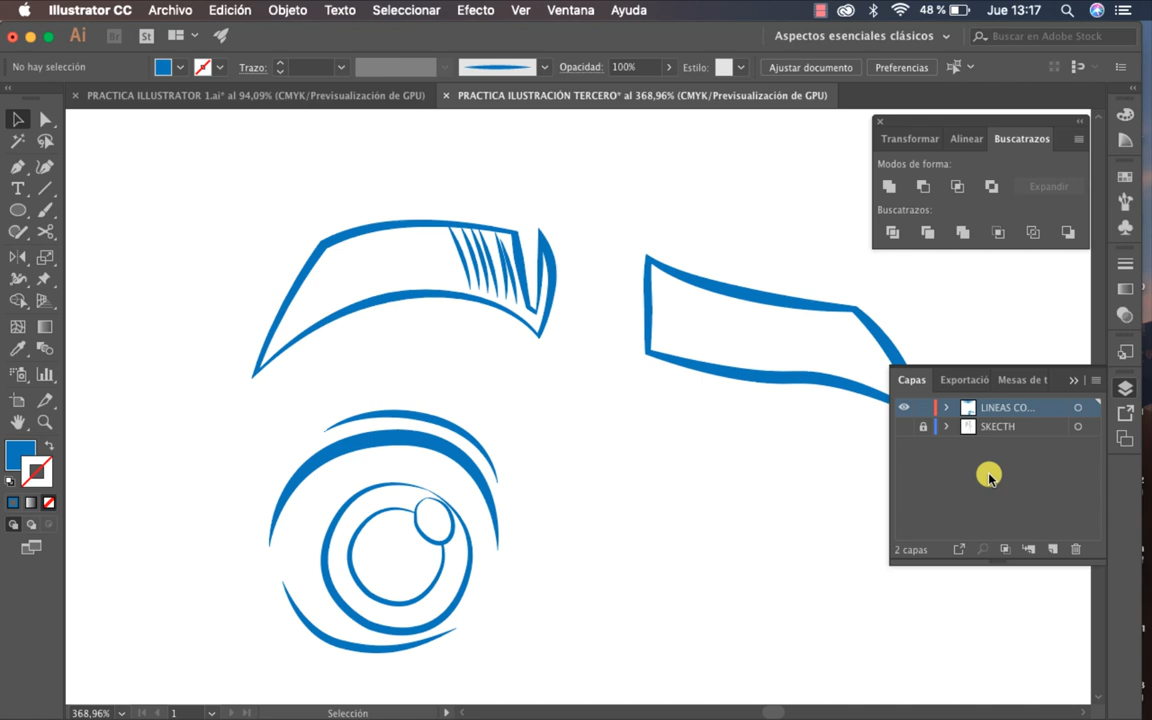 Illustrator CC Archivo Edición Objeto Texto Seleccionar Efecto Ver Ventana Ayuda 48 % Jue 13:17
Ai Br St Aspectos esenciales clásicos Buscar en Adobe Stock
No hay selección Trazo: Opacidad: 100% Estilo: Ajustar documento Preferencias
PRACTICA ILLUSTRATOR 1.ai* al 94,09% (CMYK/Previsualización de GPU) PRACTICA ILUSTRACIÓN TERCERO* al 368,96% (CMYK/Previsualización de GPU)
Transformar Alinear Buscatrazos
Modos de forma:
Expandir
Buscatrazos:
Capas Exportació Mesas de t
LINEAS CO...
SKECTH
2 capas
368,96% 1 Selección